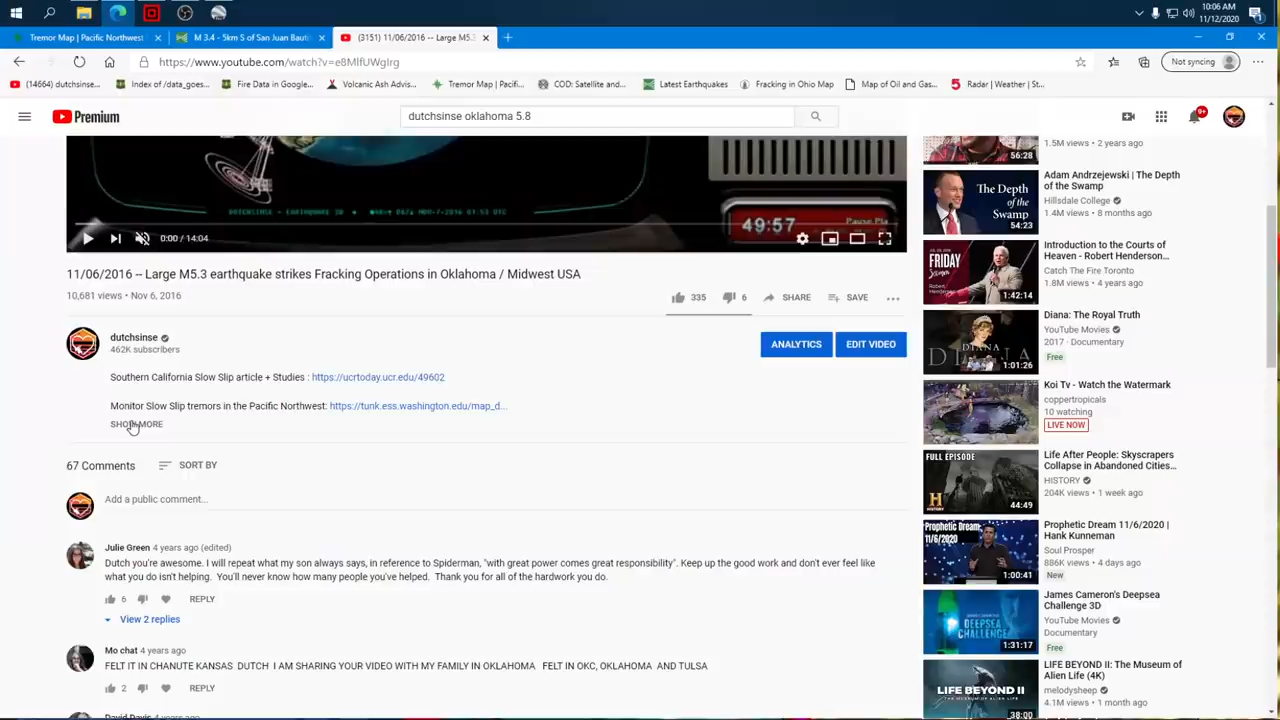 10:06 AM
11/12/2020
Tremor Map | Pacific Northwest
M 3.4 - 5km S of San Juan Bauti
(3151) 11/06/2016 -- Large M5.3
https://www.youtube.com/watch?v=e8MlfUWgIrg
Not syncing
(14664) dutchsinse...
Index of /data_goes...
Fire Data in Google...
Volcanic Ash Advis...
Tremor Map | Pacifi...
COD: Satellite and...
Latest Earthquakes
Fracking in Ohio Map
Map of Oil and Gas...
Radar | Weather | St...
Premium
dutchsinse oklahoma 5.8
9+
49:57
0:00 / 14:04
11/06/2016 -- Large M5.3 earthquake strikes Fracking Operations in Oklahoma / Midwest USA
10,681 views • Nov 6, 2016
335
6
SHARE
SAVE
dutchsinse
462K subscribers
ANALYTICS
EDIT VIDEO
Southern California Slow Slip article + Studies : https://ucrtoday.ucr.edu/49602
Monitor Slow Slip tremors in the Pacific Northwest: https://tunk.ess.washington.edu/map_d...
SHOW MORE
67 Comments
SORT BY
Add a public comment...
Julie Green 4 years ago (edited)
Dutch you're awesome. I will repeat what my son always says, in reference to Spiderman, "with great power comes great responsibility". Keep up the good work and don't ever feel like
what you do isn't helping. You'll never know how many people you've helped. Thank you for all of the hardwork you do.
6
REPLY
View 2 replies
Mo chat 4 years ago
FELT IT IN CHANUTE KANSAS DUTCH I AM SHARING YOUR VIDEO WITH MY FAMILY IN OKLAHOMA FELT IN OKC, OKLAHOMA AND TULSA
2
REPLY
56:28
1.5M views • 2 years ago
The Depth
of the
Swamp
54:23
Adam Andrzejewski | The Depth
of the Swamp
Hillsdale College
1.4M views • 8 months ago
FRIDAY
1:42:14
Introduction to the Courts of
Heaven - Robert Henderson...
Catch The Fire Toronto
1.8M views • 4 years ago
DIANA
1:01:26
Diana: The Royal Truth
YouTube Movies
2017 · Documentary
Free
Koi Tv - Watch the Watermark
coppertropicals
10 watching
LIVE NOW
FULL EPISODE
H
HISTORY
44:49
Life After People: Skyscrapers
Collapse in Abandoned Cities...
HISTORY
204K views • 1 week ago
Prophetic Dream
11/6/2020
1:00:41
Prophetic Dream 11/6/2020 |
Hank Kunneman
Soul Prosper
886K views • 4 days ago
New
DEEPSEA
CHALLENGE
1:31:17
James Cameron's Deepsea
Challenge 3D
YouTube Movies
Documentary
Free
LIFE BEYOND II
38:00
LIFE BEYOND II: The Museum of
Alien Life (4K)
melodysheep
4.1M views • 1 month ago